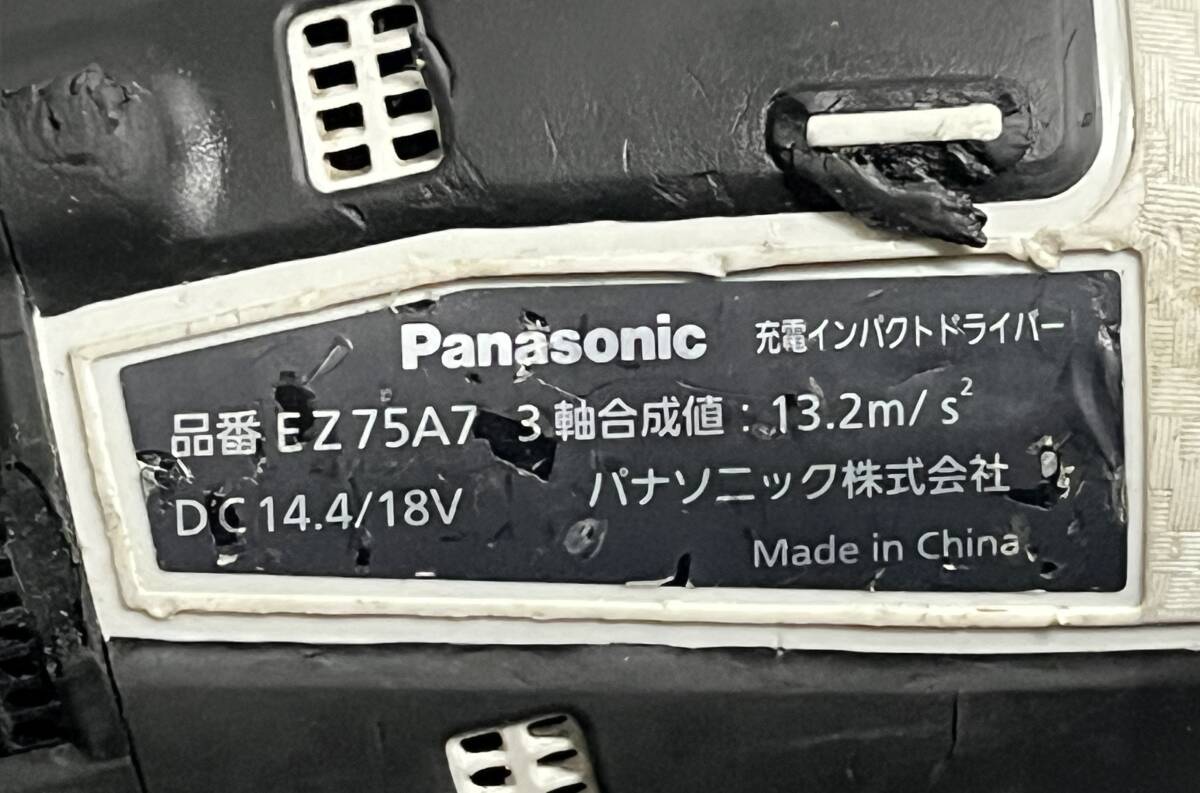 Panasonic 充電インパクトドライバー
品番 EZ75A7 3軸合成値：13.2m/s²
DC 14.4/18V パナソニック株式会社
Made in China